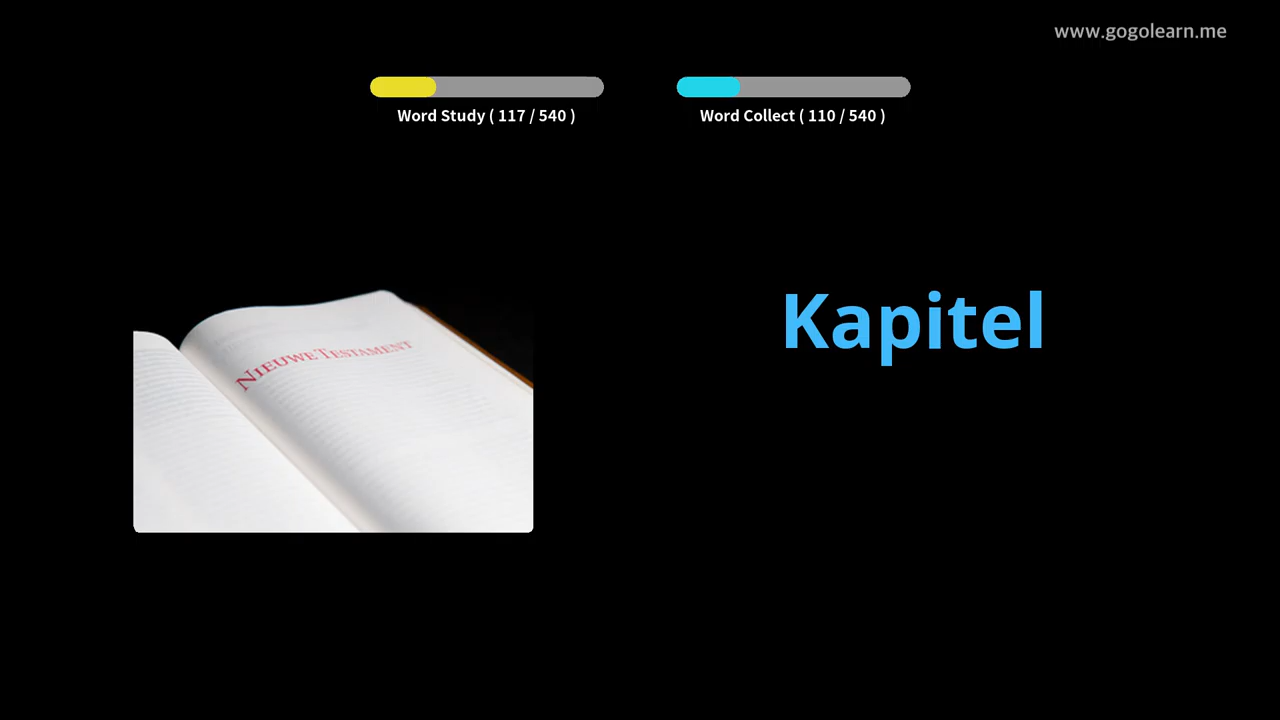 www.gogolearn.me
Word Study ( 117 / 540 )
Word Collect ( 110 / 540 )
Kapitel
NIEUWE TESTAMENT